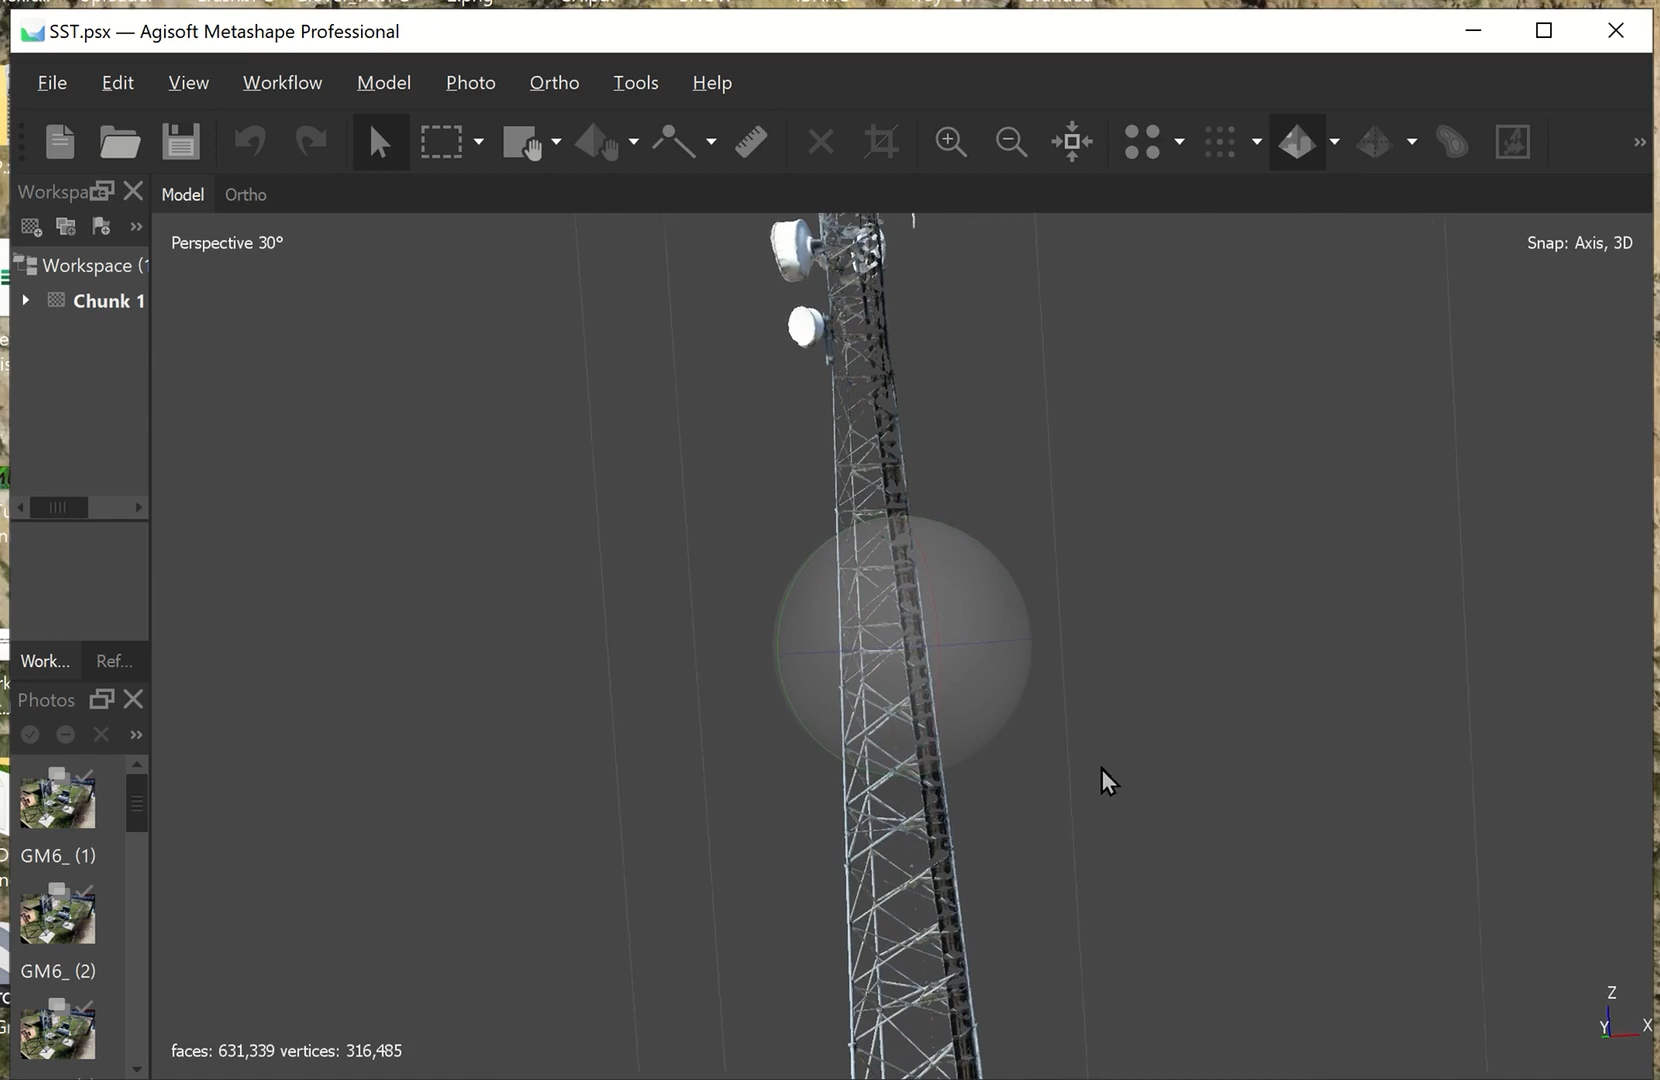 SST.psx — Agisoft Metashape Professional
File Edit View Workflow Model Photo Ortho Tools Help
Workspa
Model Ortho
Perspective 30°
Snap: Axis, 3D
Workspace (1
Chunk 1
Work... Ref...
Photos
GM6_ (1)
GM6_ (2)
faces: 631,339 vertices: 316,485
Z
Y X